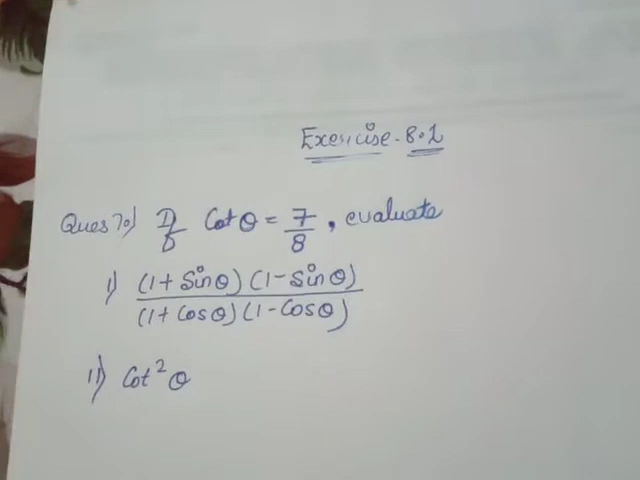 Exercise - 8.1
Ques 7.) If Cot θ = 7/8, evaluate
i) (1 + Sin θ) (1 - Sin θ) / (1 + Cos θ) (1 - Cos θ)
ii) Cot² θ